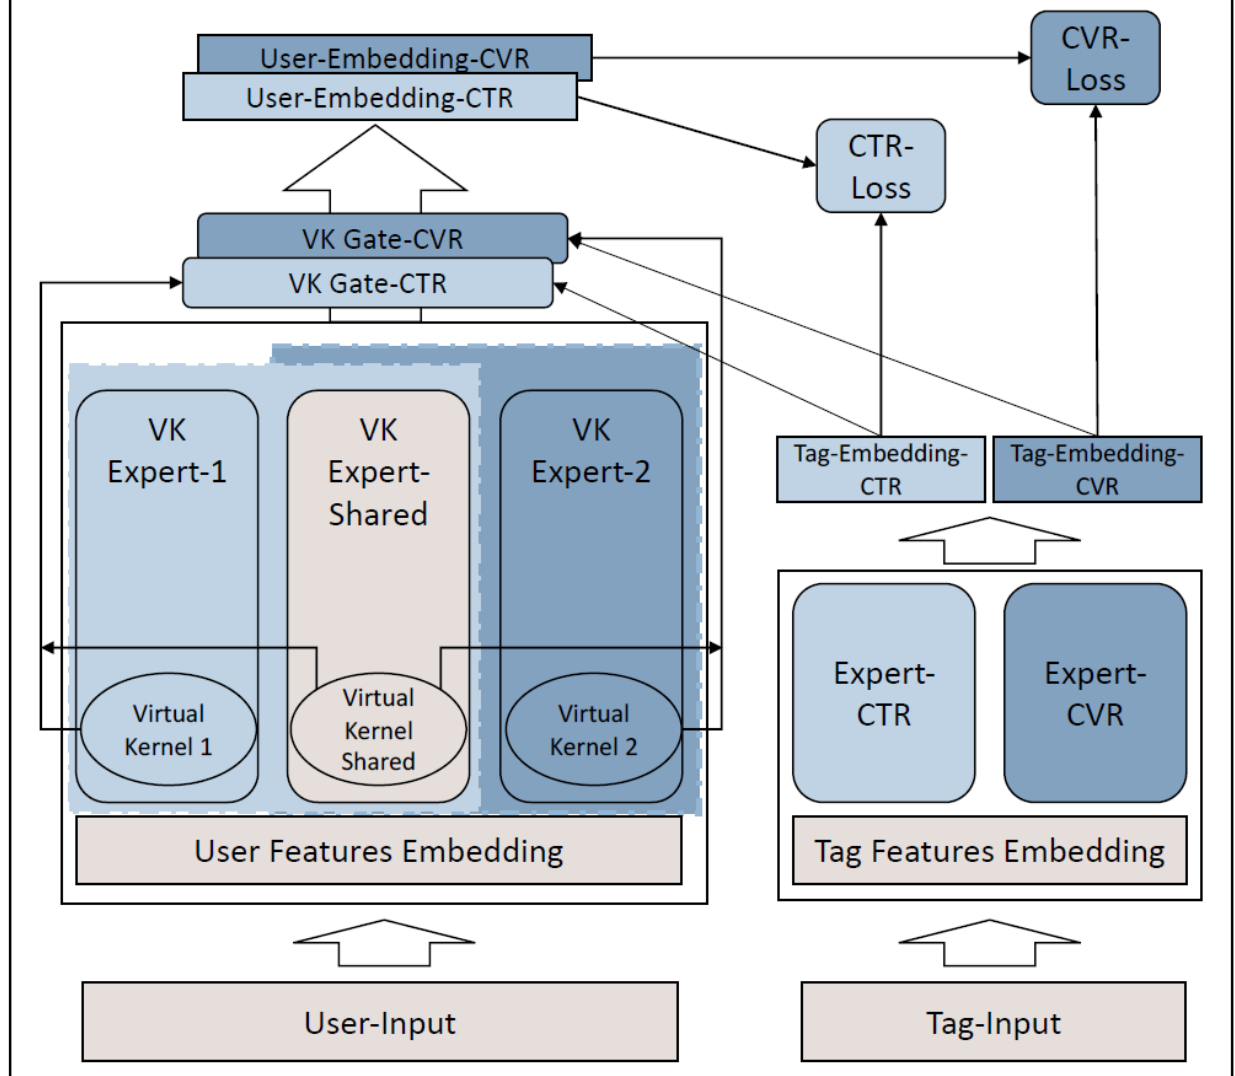 User-Embedding-CVR
User-Embedding-CTR
CVR-
Loss
CTR-
Loss
VK Gate-CVR
VK Gate-CTR
VK
Expert-1
VK
Expert-
Shared
VK
Expert-2
Virtual
Kernel 1
Virtual
Kernel
Shared
Virtual
Kernel 2
User Features Embedding
User-Input
Tag-Embedding-
CTR
Tag-Embedding-
CVR
Expert-
CTR
Expert-
CVR
Tag Features Embedding
Tag-Input